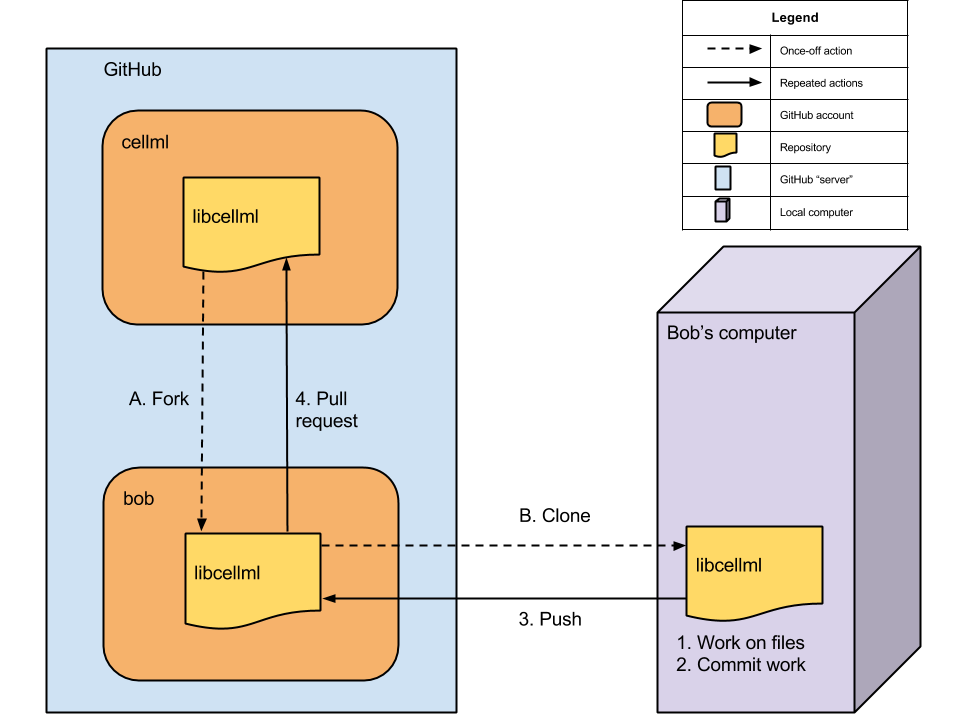 Legend
Once-off action
Repeated actions
GitHub account
Repository
GitHub “server”
Local computer
GitHub
cellml
libcellml
A. Fork
4. Pull
request
bob
libcellml
B. Clone
3. Push
Bob’s computer
libcellml
1. Work on files
2. Commit work